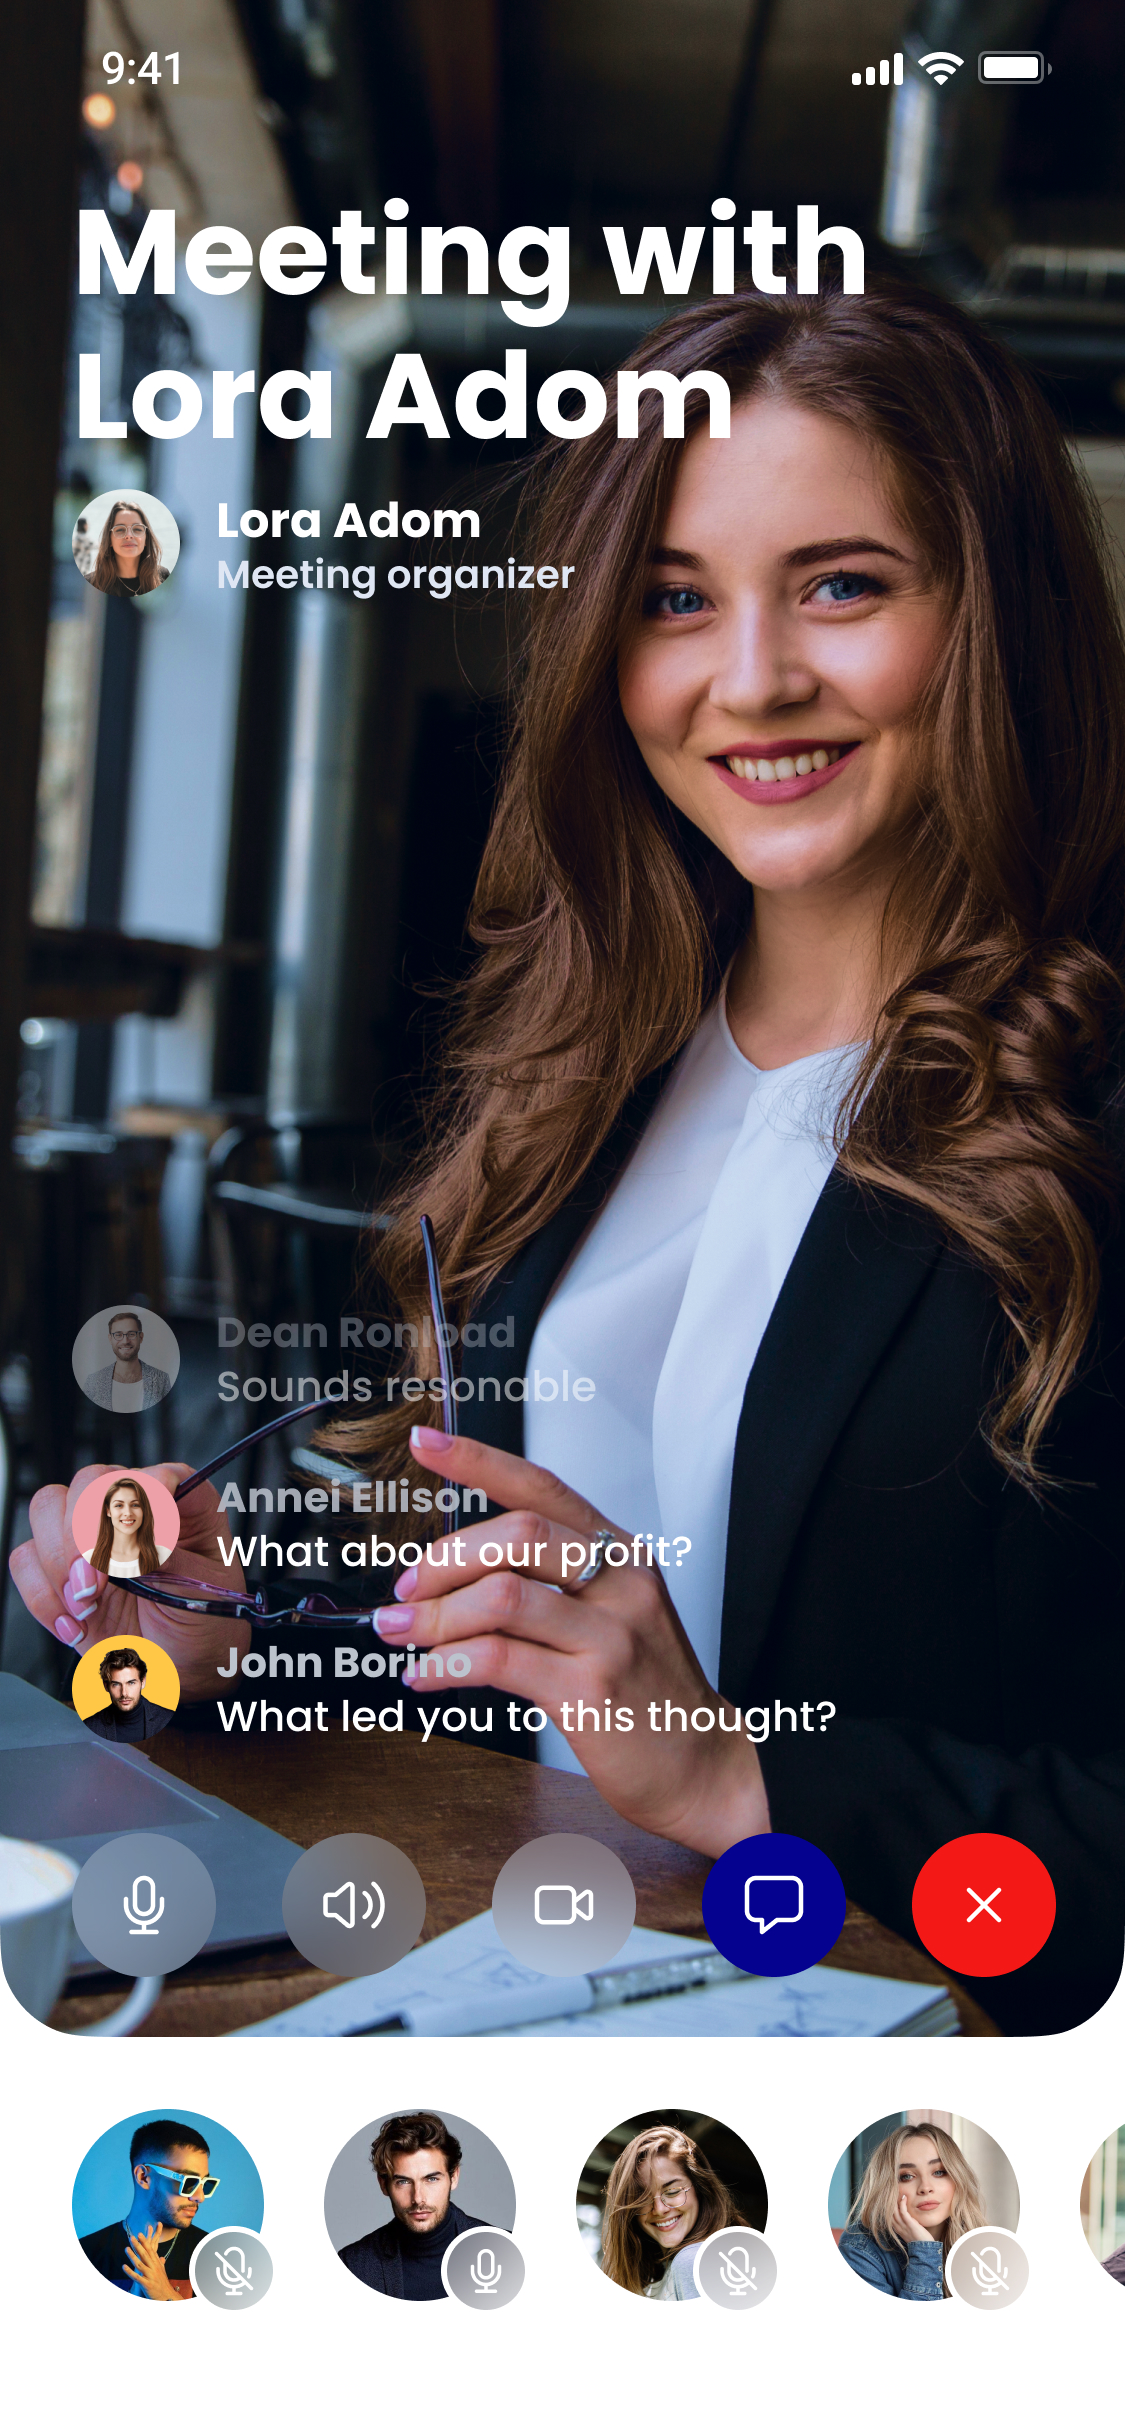 9:41
Meeting with
Lora Adom
Lora Adom
Meeting organizer
Dean Ronload
Sounds resonable
Annei Ellison
What about our profit?
John Borino
What led you to this thought?